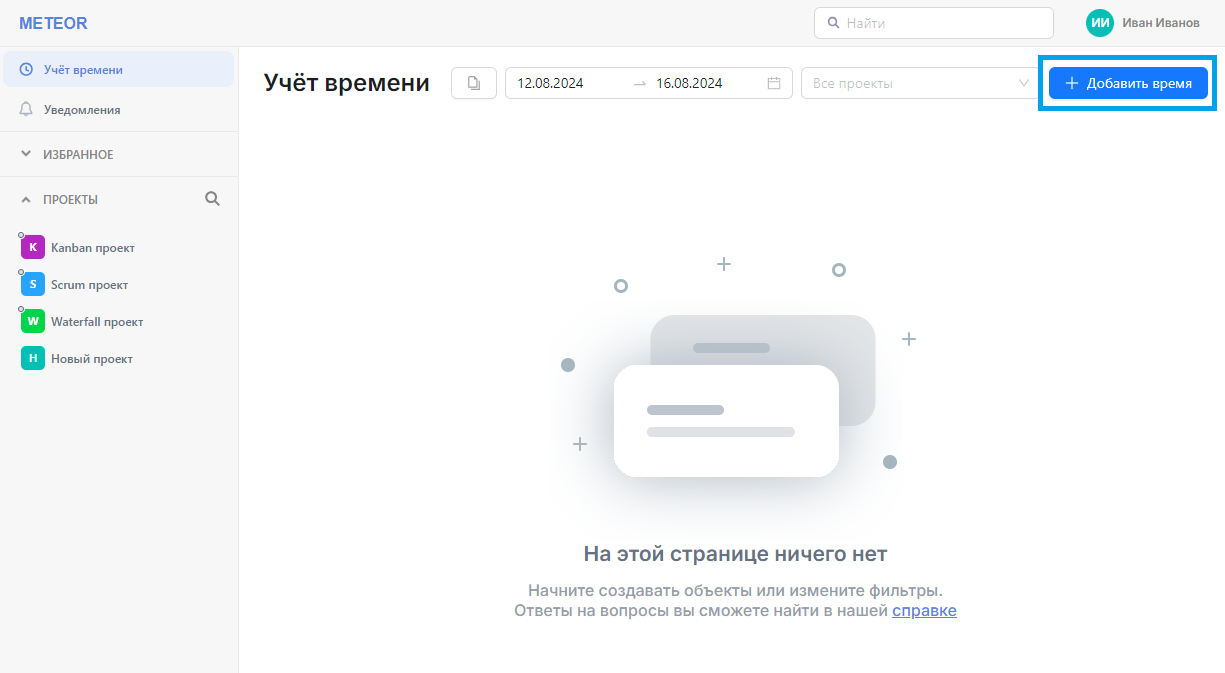 METEOR
Найти
ИИ Иван Иванов
Учёт времени
Уведомления
ИЗБРАННОЕ
ПРОЕКТЫ
K Kanban проект
S Scrum проект
W Waterfall проект
Н Новый проект
Учёт времени
12.08.2024 → 16.08.2024
Все проекты
+ Добавить время
На этой странице ничего нет
Начните создавать объекты или измените фильтры.
Ответы на вопросы вы сможете найти в нашей справке